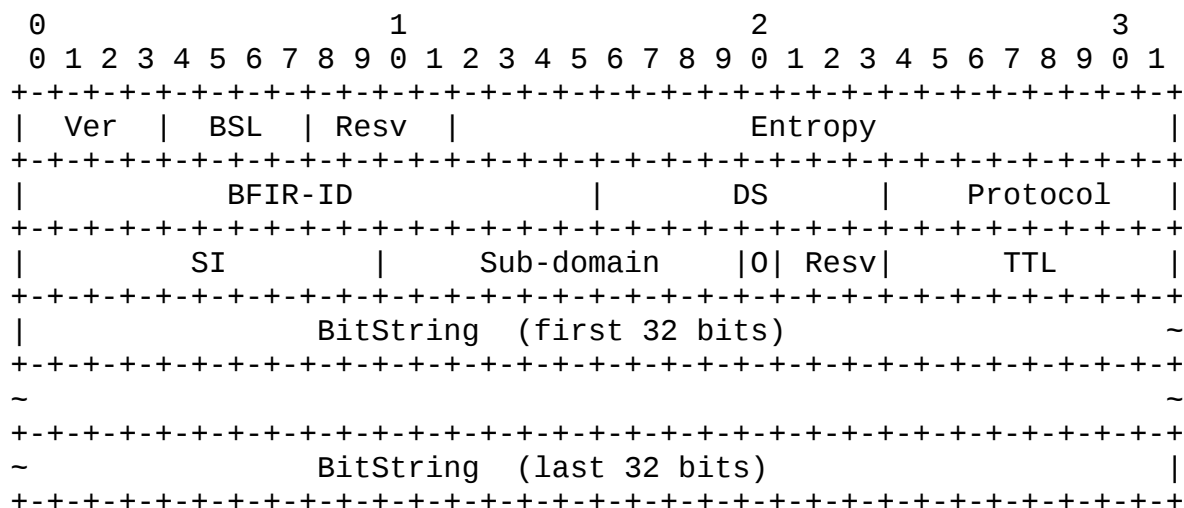 0                   1                   2                   3
 0 1 2 3 4 5 6 7 8 9 0 1 2 3 4 5 6 7 8 9 0 1 2 3 4 5 6 7 8 9 0 1
+-+-+-+-+-+-+-+-+-+-+-+-+-+-+-+-+-+-+-+-+-+-+-+-+-+-+-+-+-+-+-+-+
|  Ver  |  BSL  | Resv  |                Entropy                |
+-+-+-+-+-+-+-+-+-+-+-+-+-+-+-+-+-+-+-+-+-+-+-+-+-+-+-+-+-+-+-+-+
|           BFIR-ID             |       DS      |    Protocol   |
+-+-+-+-+-+-+-+-+-+-+-+-+-+-+-+-+-+-+-+-+-+-+-+-+-+-+-+-+-+-+-+-+
|         SI        |     Sub-domain    |O| Resv|      TTL      |
+-+-+-+-+-+-+-+-+-+-+-+-+-+-+-+-+-+-+-+-+-+-+-+-+-+-+-+-+-+-+-+-+
|                BitString  (first 32 bits)                     ~
+-+-+-+-+-+-+-+-+-+-+-+-+-+-+-+-+-+-+-+-+-+-+-+-+-+-+-+-+-+-+-+-+
~                                                               ~
+-+-+-+-+-+-+-+-+-+-+-+-+-+-+-+-+-+-+-+-+-+-+-+-+-+-+-+-+-+-+-+-+
~                BitString  (last 32 bits)                      |
+-+-+-+-+-+-+-+-+-+-+-+-+-+-+-+-+-+-+-+-+-+-+-+-+-+-+-+-+-+-+-+-+